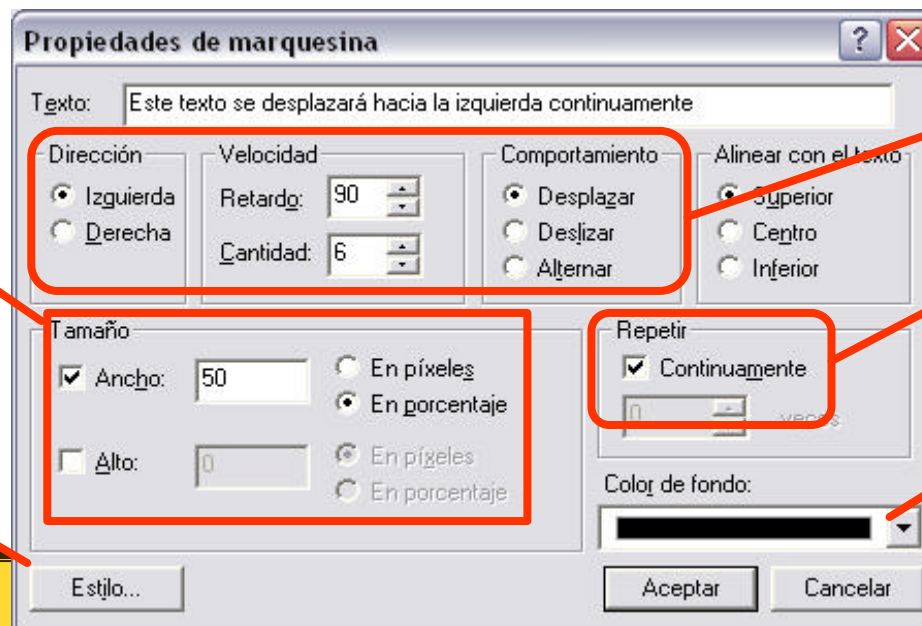 Propiedades de marquesina
Texto: Este texto se desplazará hacia la izquierda continuamente
Dirección Velocidad Comportamiento Alinear con el texto
Izquierda Retardo: 90 Desplazar Superior
Derecha Cantidad: 6 Deslizar Centro
Alternar Inferior
Tamaño Repetir
Ancho: 50 En píxeles Continuamente
En porcentaje 0 veces
Alto: 0 En píxeles
En porcentaje Color de fondo:
Estilo... Aceptar Cancelar